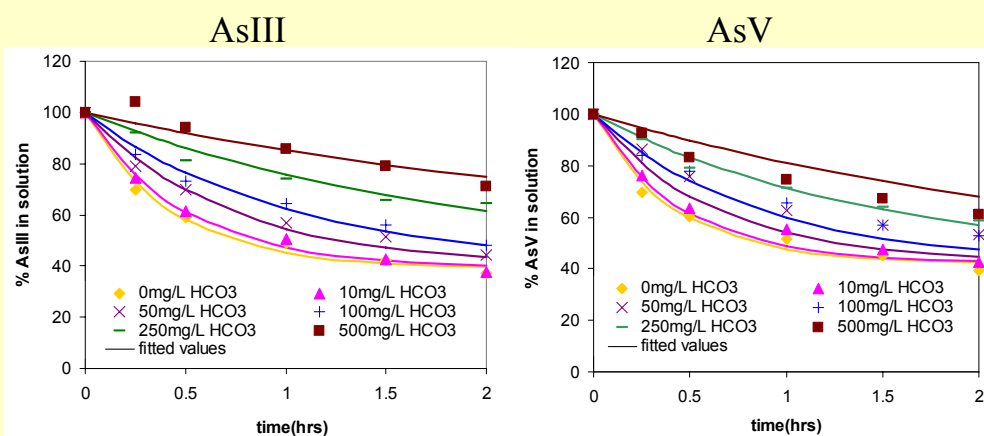 AsIII
% AsIII in solution
120
100
80
60
40
20
0
0mg/L HCO3
10mg/L HCO3
50mg/L HCO3
100mg/L HCO3
250mg/L HCO3
500mg/L HCO3
fitted values
0
0.5
1
1.5
2
time(hrs)
AsV
% AsV in solution
120
100
80
60
40
20
0
0mg/L HCO3
10mg/L HCO3
50mg/L HCO3
100mg/L HCO3
250mg/L HCO3
500mg/L HCO3
fitted values
0
0.5
1
1.5
2
time(hrs)